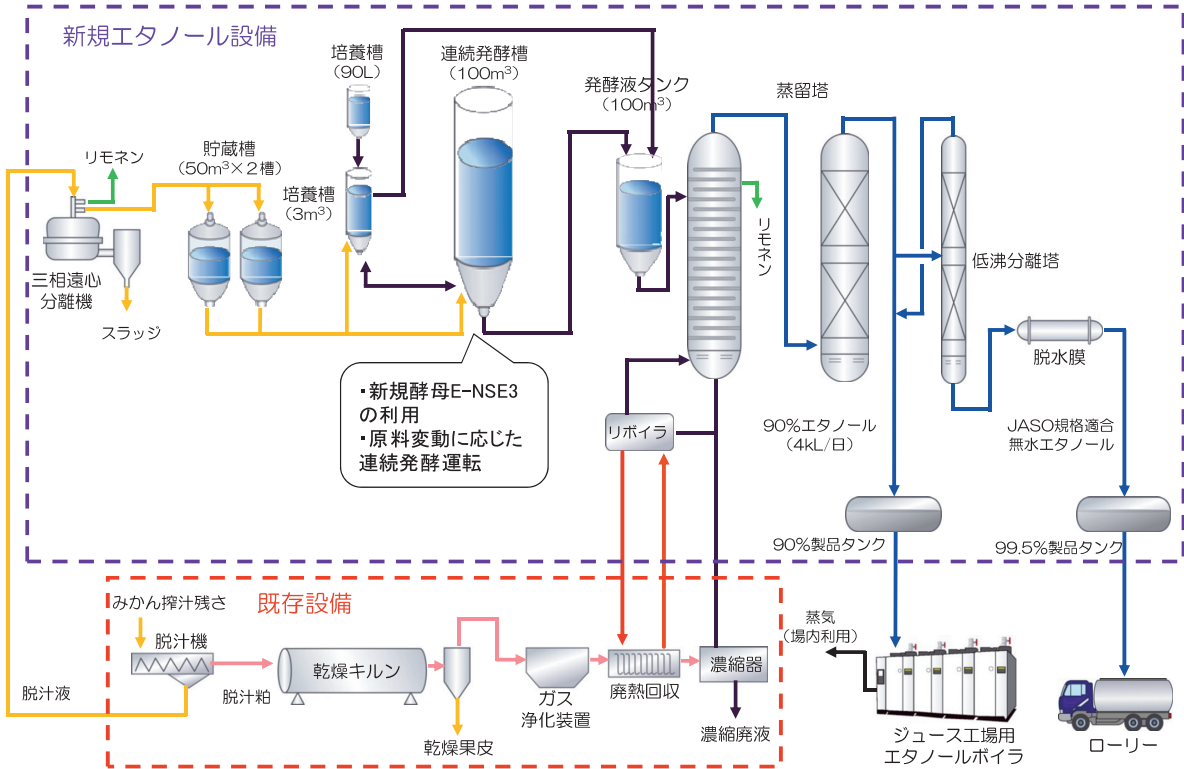 新規エタノール設備
培養槽
(90L)
連続発酵槽
(100m³)
発酵液タンク
(100m³)
蒸留塔
リモネン
貯蔵槽
(50m³×2槽)
培養槽
(3m³)
リモネン
三相遠心
分離機
スラッジ
低沸分離塔
脱水膜
・新規酵母E-NSE3
の利用
・原料変動に応じた
連続発酵運転
リボイラ
90%エタノール
(4kL/日)
JASO規格適合
無水エタノール
90%製品タンク
99.5%製品タンク
既存設備
みかん搾汁残さ
脱汁機
脱汁液
脱汁粕
乾燥キルン
乾燥果皮
ガス
浄化装置
廃熱回収
濃縮器
濃縮廃液
蒸気
(場内利用)
ジュース工場用
エタノールボイラ
ローリー